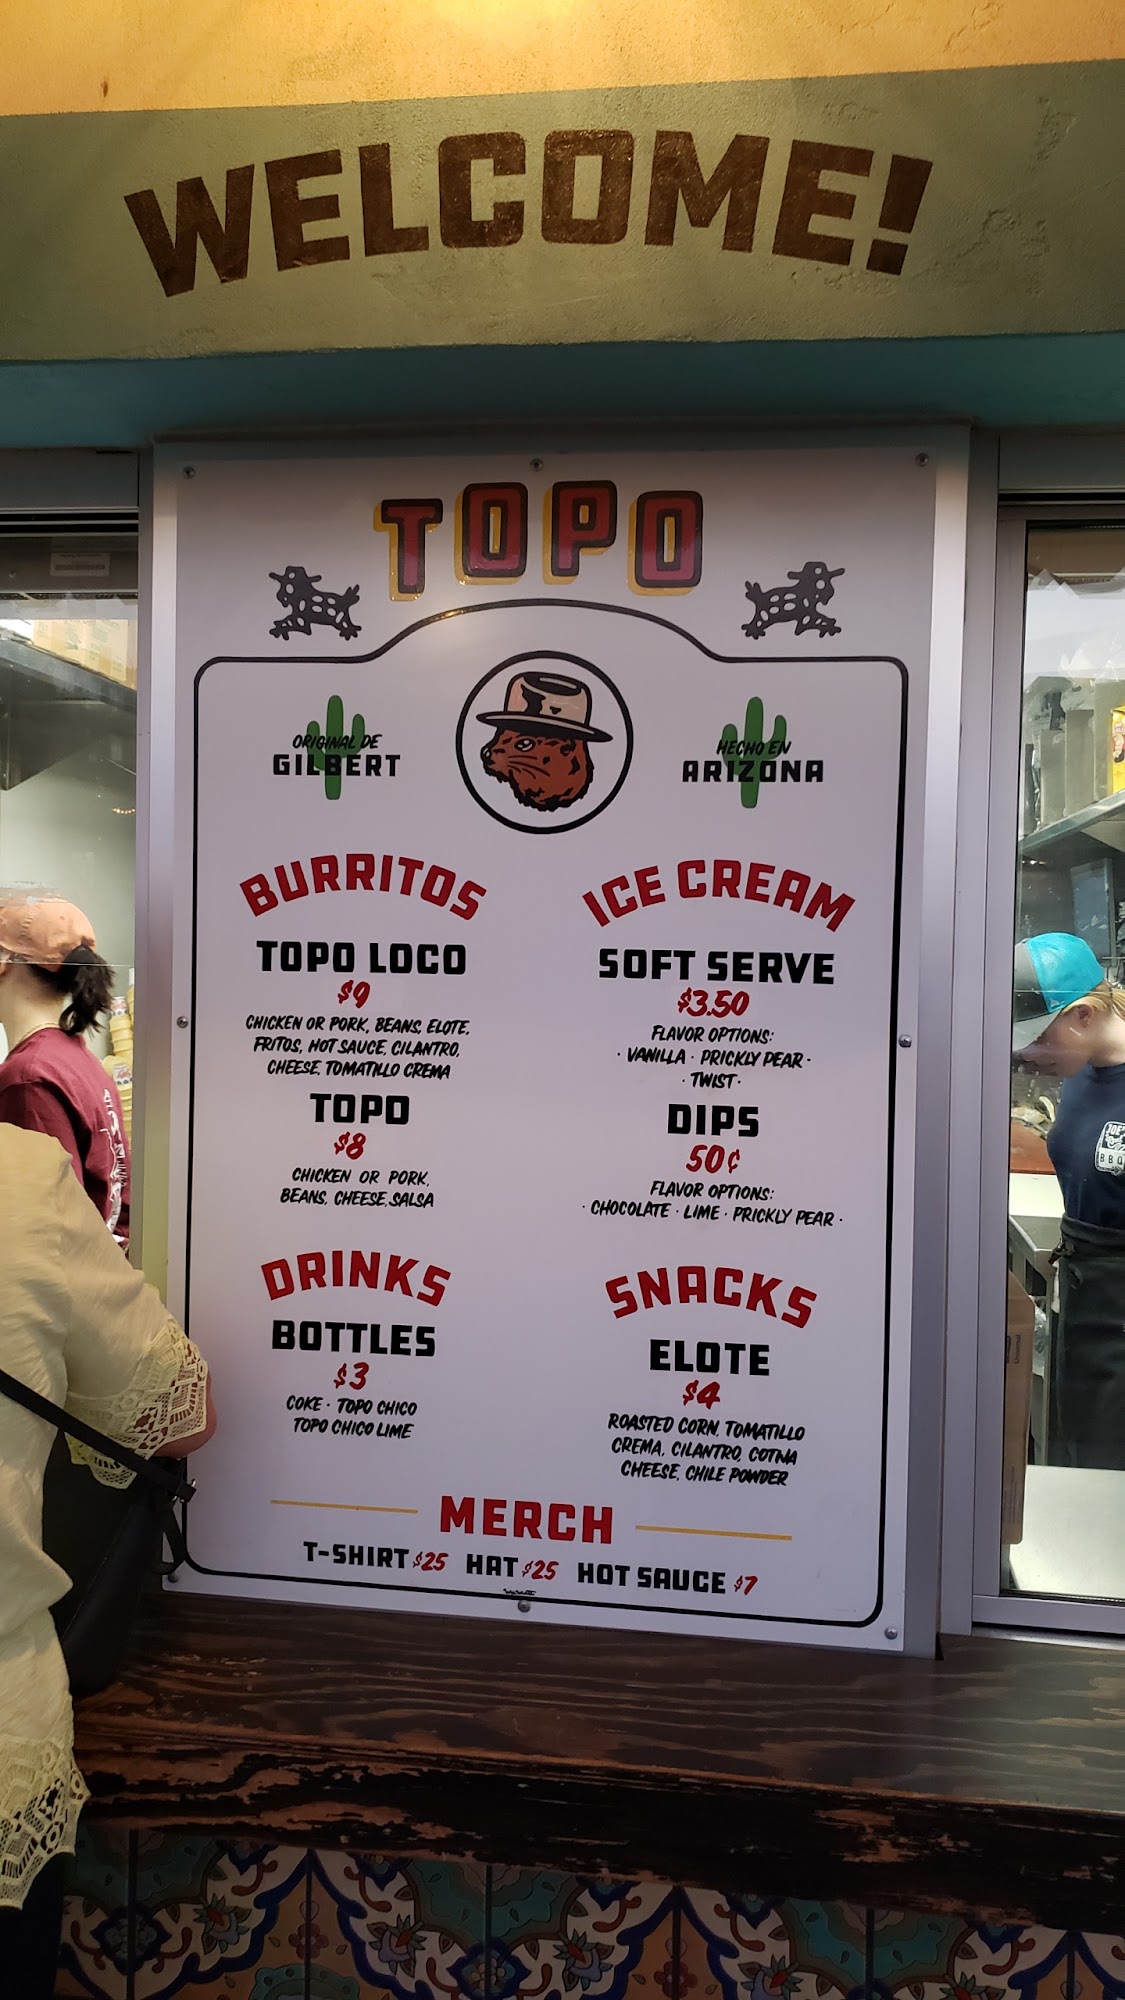 WELCOME!
TOPO
ORIGINAL DE
GILBERT
HECHO EN
ARIZONA
BURRITOS
TOPO LOCO
$9
CHICKEN OR PORK, BEANS, ELOTE,
FRITOS, HOT SAUCE, CILANTRO,
CHEESE, TOMATILLO CREMA
TOPO
$8
CHICKEN OR PORK,
BEANS, CHEESE, SALSA
ICE CREAM
SOFT SERVE
$3.50
FLAVOR OPTIONS:
· VANILLA · PRICKLY PEAR ·
· TWIST ·
DIPS
50¢
FLAVOR OPTIONS:
· CHOCOLATE · LIME · PRICKLY PEAR ·
DRINKS
BOTTLES
$3
COKE · TOPO CHICO
TOPO CHICO LIME
SNACKS
ELOTE
$4
ROASTED CORN, TOMATILLO
CREMA, CILANTRO, COTIJA
CHEESE, CHILE POWDER
MERCH
T-SHIRT $25 HAT $25 HOT SAUCE $7
JOE'S
BBQ